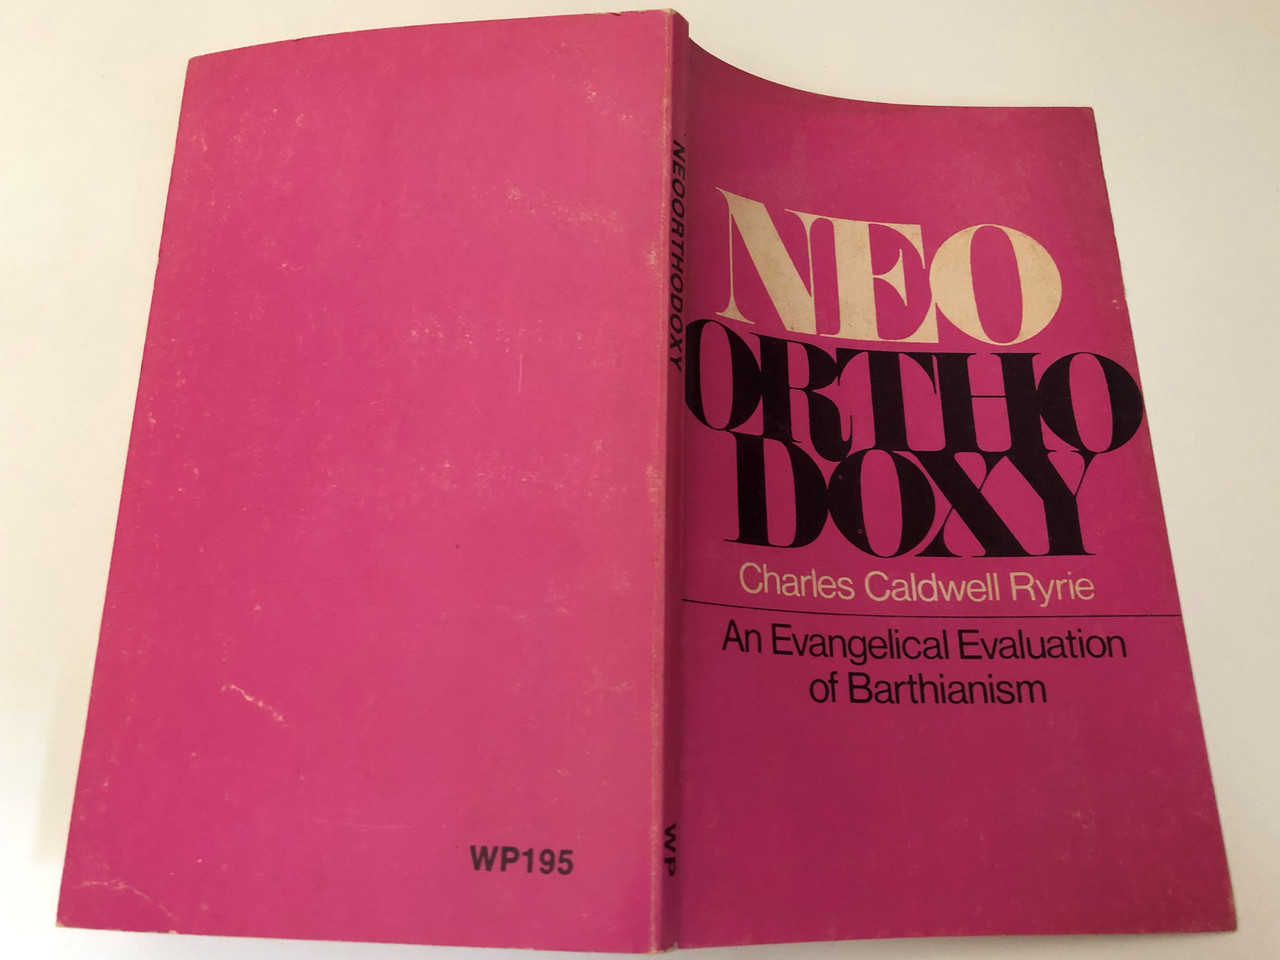 NEO
ORTHO
DOXY
Charles Caldwell Ryrie
An Evangelical Evaluation
of Barthianism
NEOORTHODOXY
WP
WP195